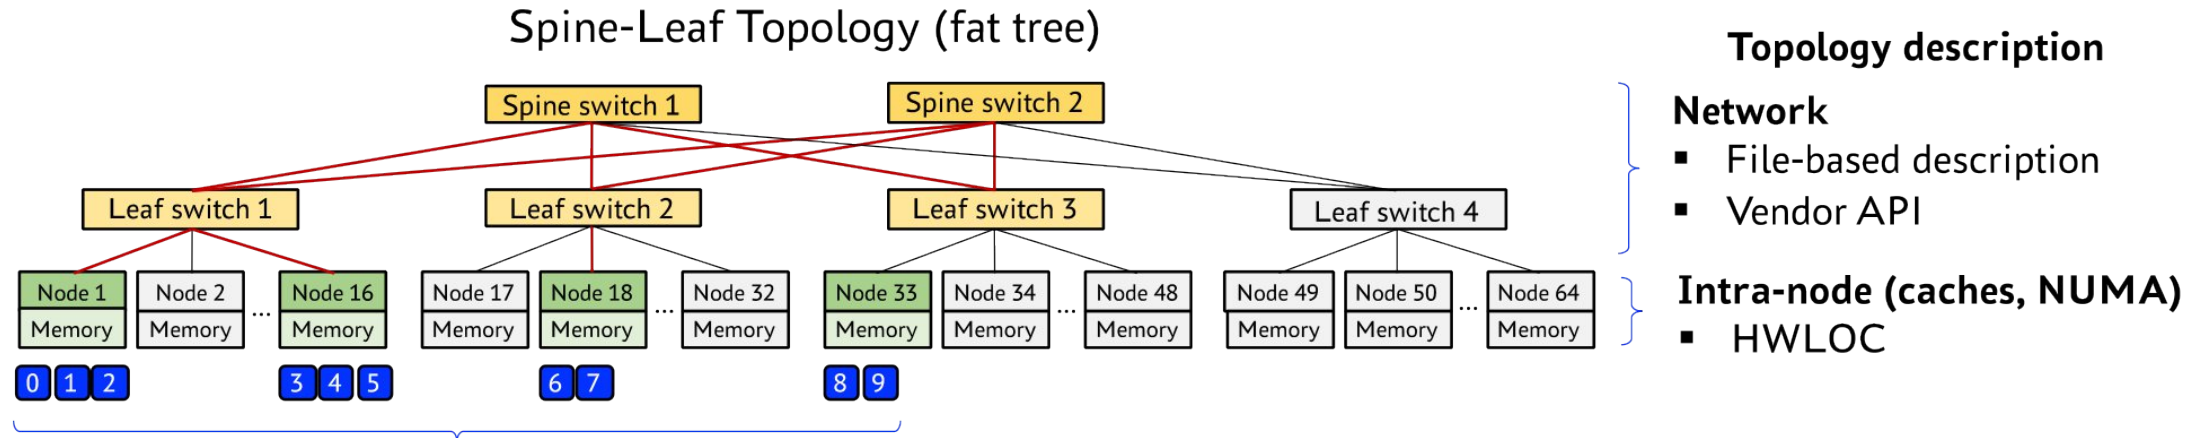 Spine-Leaf Topology (fat tree)
Topology description
Spine switch 1
Spine switch 2
Network
▪ File-based description
▪ Vendor API
Leaf switch 1
Leaf switch 2
Leaf switch 3
Leaf switch 4
Node 1
Memory
Node 2
Memory
...
Node 16
Memory
Node 17
Memory
Node 18
Memory
...
Node 32
Memory
Node 33
Memory
Node 34
Memory
...
Node 48
Memory
Node 49
Memory
Node 50
Memory
...
Node 64
Memory
Intra-node (caches, NUMA)
▪ HWLOC
0 1 2
3 4 5
6 7
8 9